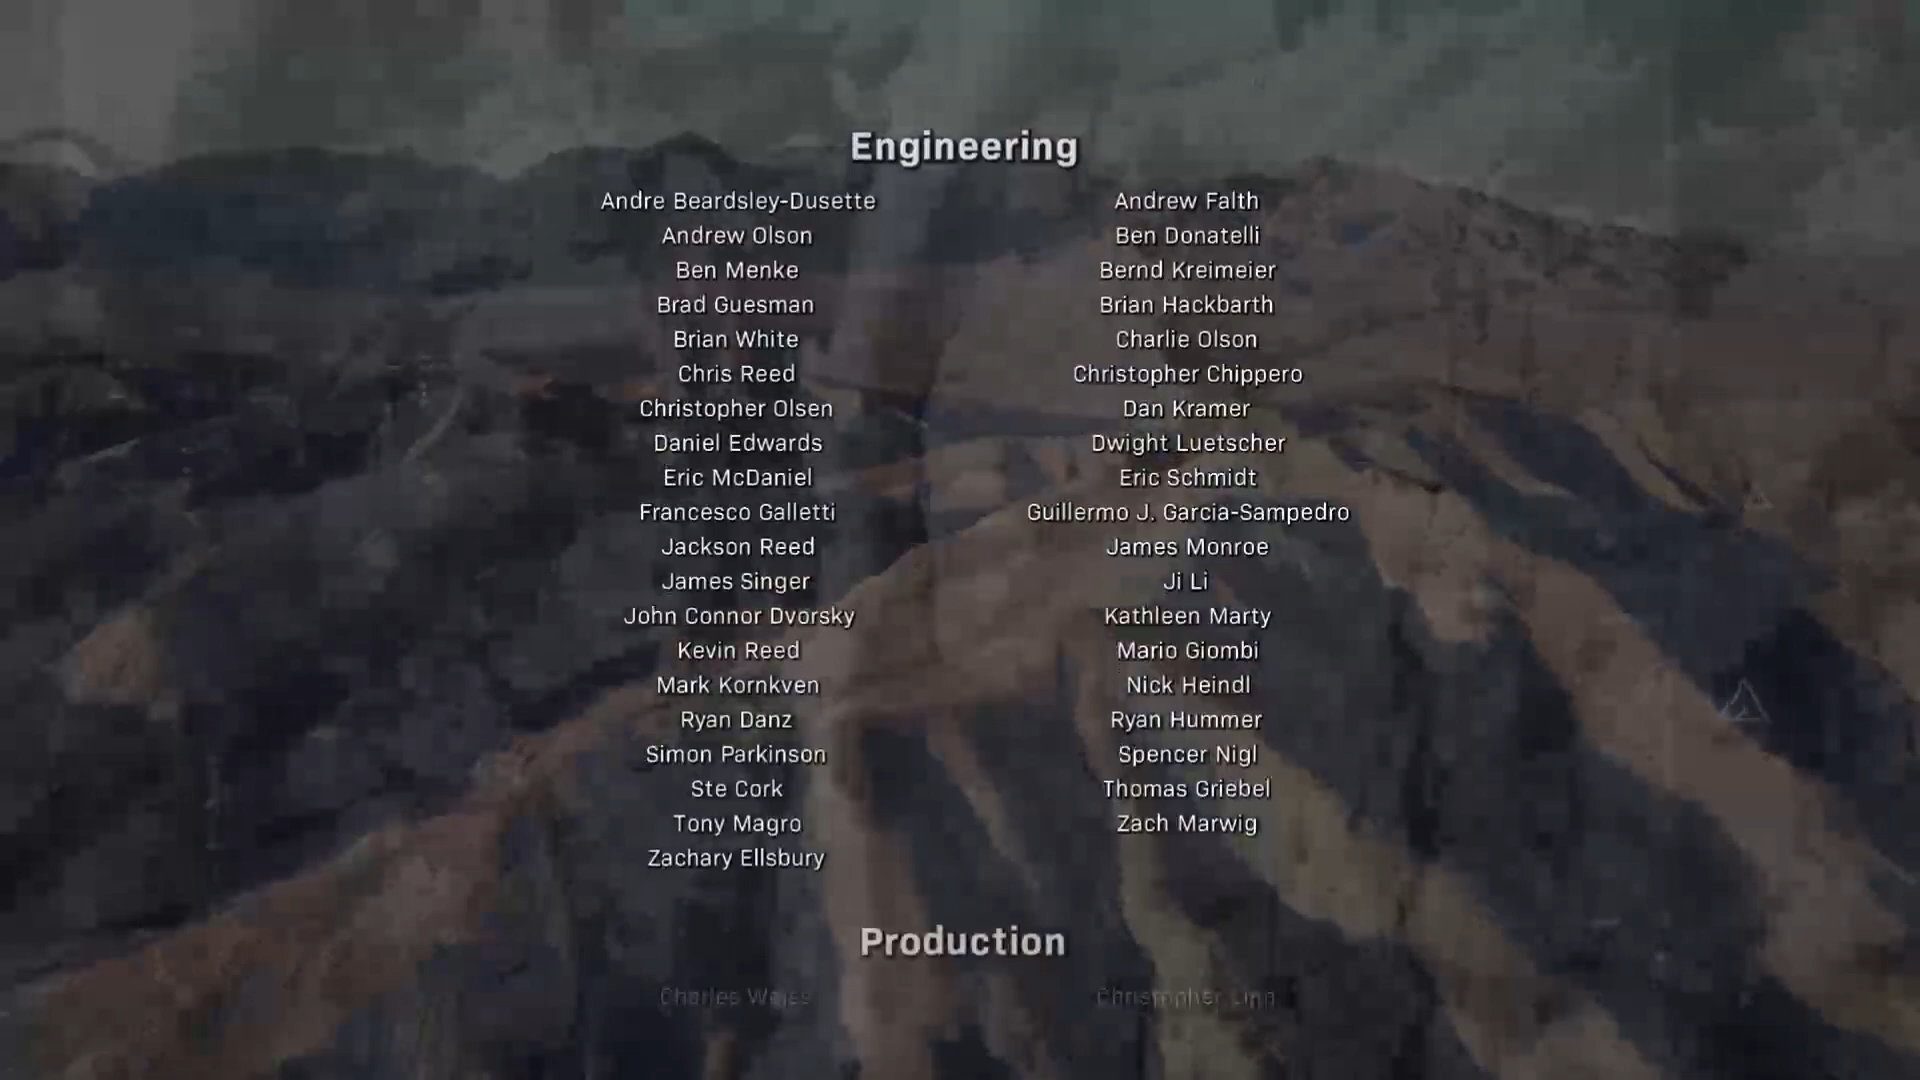 Engineering
Andre Beardsley-Dusette Andrew Falth
Andrew Olson Ben Donatelli
Ben Menke Bernd Kreimeier
Brad Guesman Brian Hackbarth
Brian White Charlie Olson
Chris Reed Christopher Chippero
Christopher Olsen Dan Kramer
Daniel Edwards Dwight Luetscher
Eric McDaniel Eric Schmidt
Francesco Galletti Guillermo J. Garcia-Sampedro
Jackson Reed James Monroe
James Singer Ji Li
John Connor Dvorsky Kathleen Marty
Kevin Reed Mario Giombi
Mark Kornkven Nick Heindl
Ryan Danz Ryan Hummer
Simon Parkinson Spencer Nigl
Ste Cork Thomas Griebel
Tony Magro Zach Marwig
Zachary Ellsbury
Production
Charles Weiss Christopher Linn